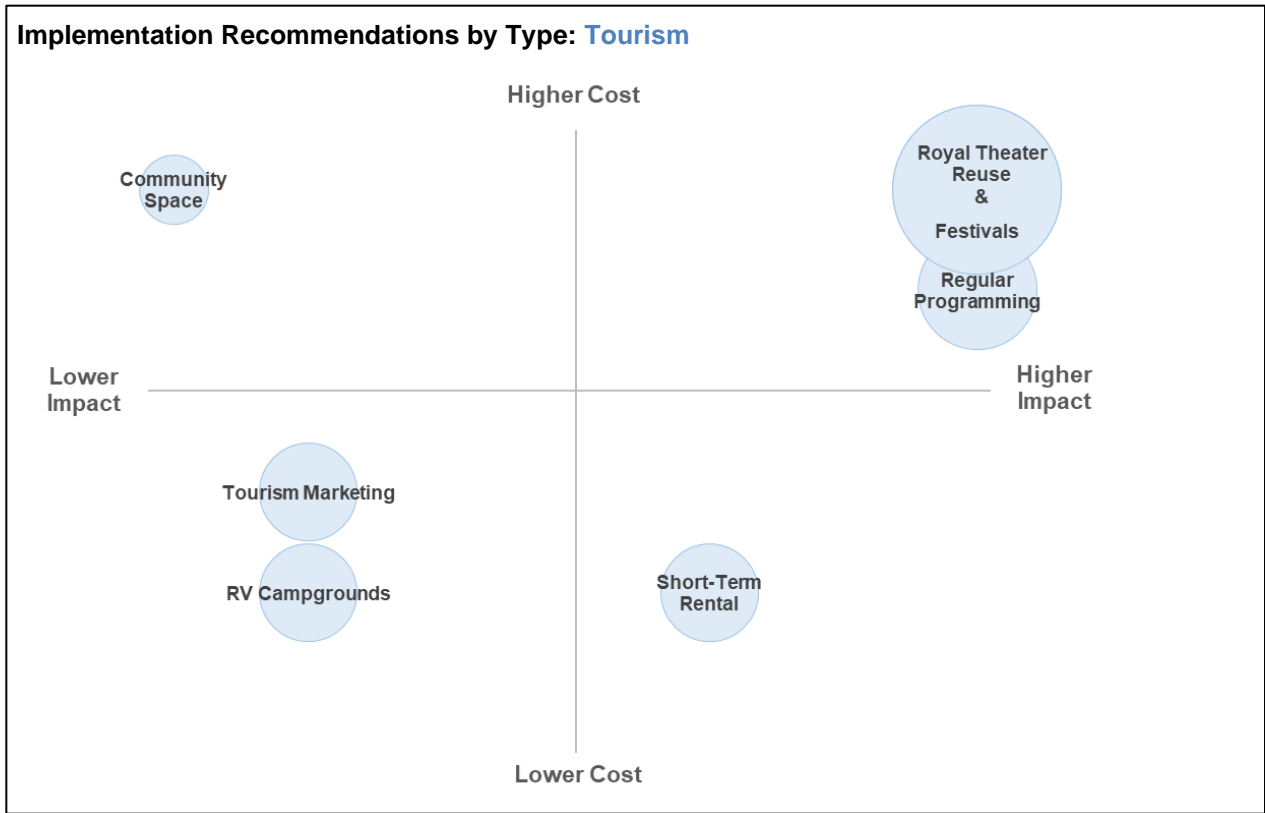 Implementation Recommendations by Type: Tourism
Higher Cost
Community
Space
Royal Theater
Reuse
&
Festivals
Regular
Programming
Lower
Impact
Higher
Impact
Tourism Marketing
RV Campgrounds
Short-Term
Rental
Lower Cost